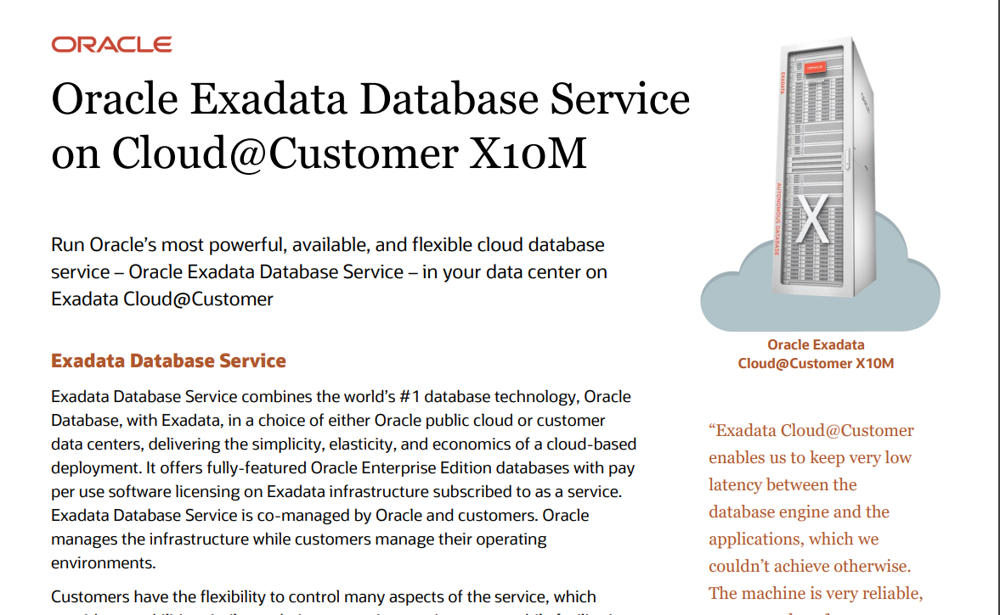 ORACLE
Oracle Exadata Database Service
on Cloud@Customer X10M
Run Oracle’s most powerful, available, and flexible cloud database
service – Oracle Exadata Database Service – in your data center on
Exadata Cloud@Customer
Exadata Database Service
Exadata Database Service combines the world’s #1 database technology, Oracle
Database, with Exadata, in a choice of either Oracle public cloud or customer
data centers, delivering the simplicity, elasticity, and economics of a cloud-based
deployment. It offers fully-featured Oracle Enterprise Edition databases with pay
per use software licensing on Exadata infrastructure subscribed to as a service.
Exadata Database Service is co-managed by Oracle and customers. Oracle
manages the infrastructure while customers manage their operating
environments.
Customers have the flexibility to control many aspects of the service, which
ORACLE
EXADATA
AUTONOMOUS DATABASE
X
Oracle Exadata
Cloud@Customer X10M
“Exadata Cloud@Customer
enables us to keep very low
latency between the
database engine and the
applications, which we
couldn’t achieve otherwise.
The machine is very reliable,